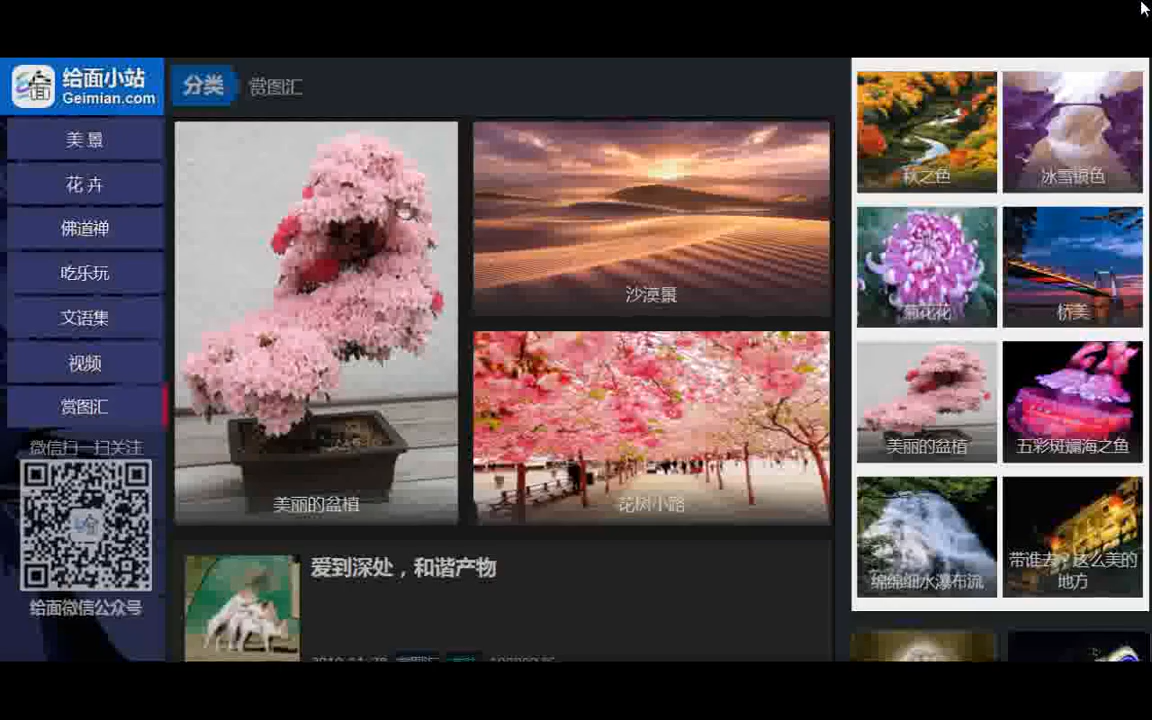 给面小站
Geimian.com
分类
赏图汇
美 景
花 卉
佛道禅
吃乐玩
文语集
视频
赏图汇
微信扫一扫关注
给面微信公众号
美丽的盆植
沙漠景
花树小路
爱到深处，和谐产物
秋之色
冰雪银色
菊花花
桥美
美丽的盆植
五彩斑斓海之鱼
绵绵细水瀑布流
带谁去？这么美的
地方